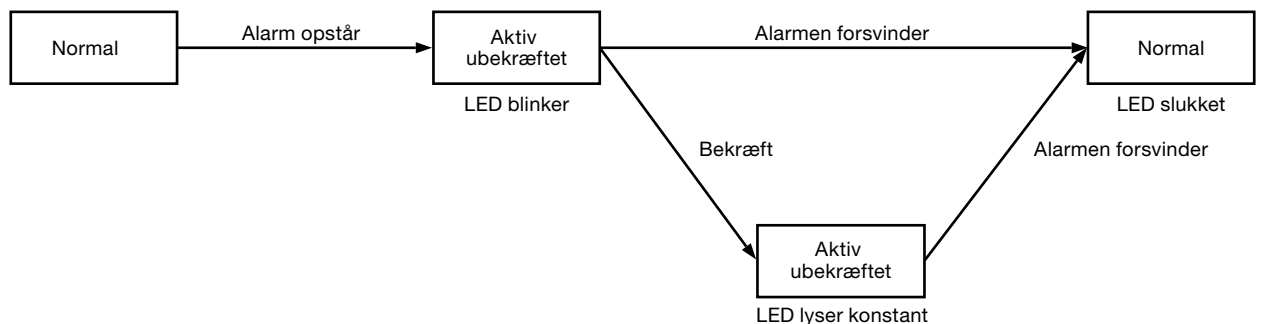 Normal
Alarm opstår
Aktiv
ubekræftet
LED blinker
Alarmen forsvinder
Normal
LED slukket
Bekræft
Alarmen forsvinder
Aktiv
ubekræftet
LED lyser konstant